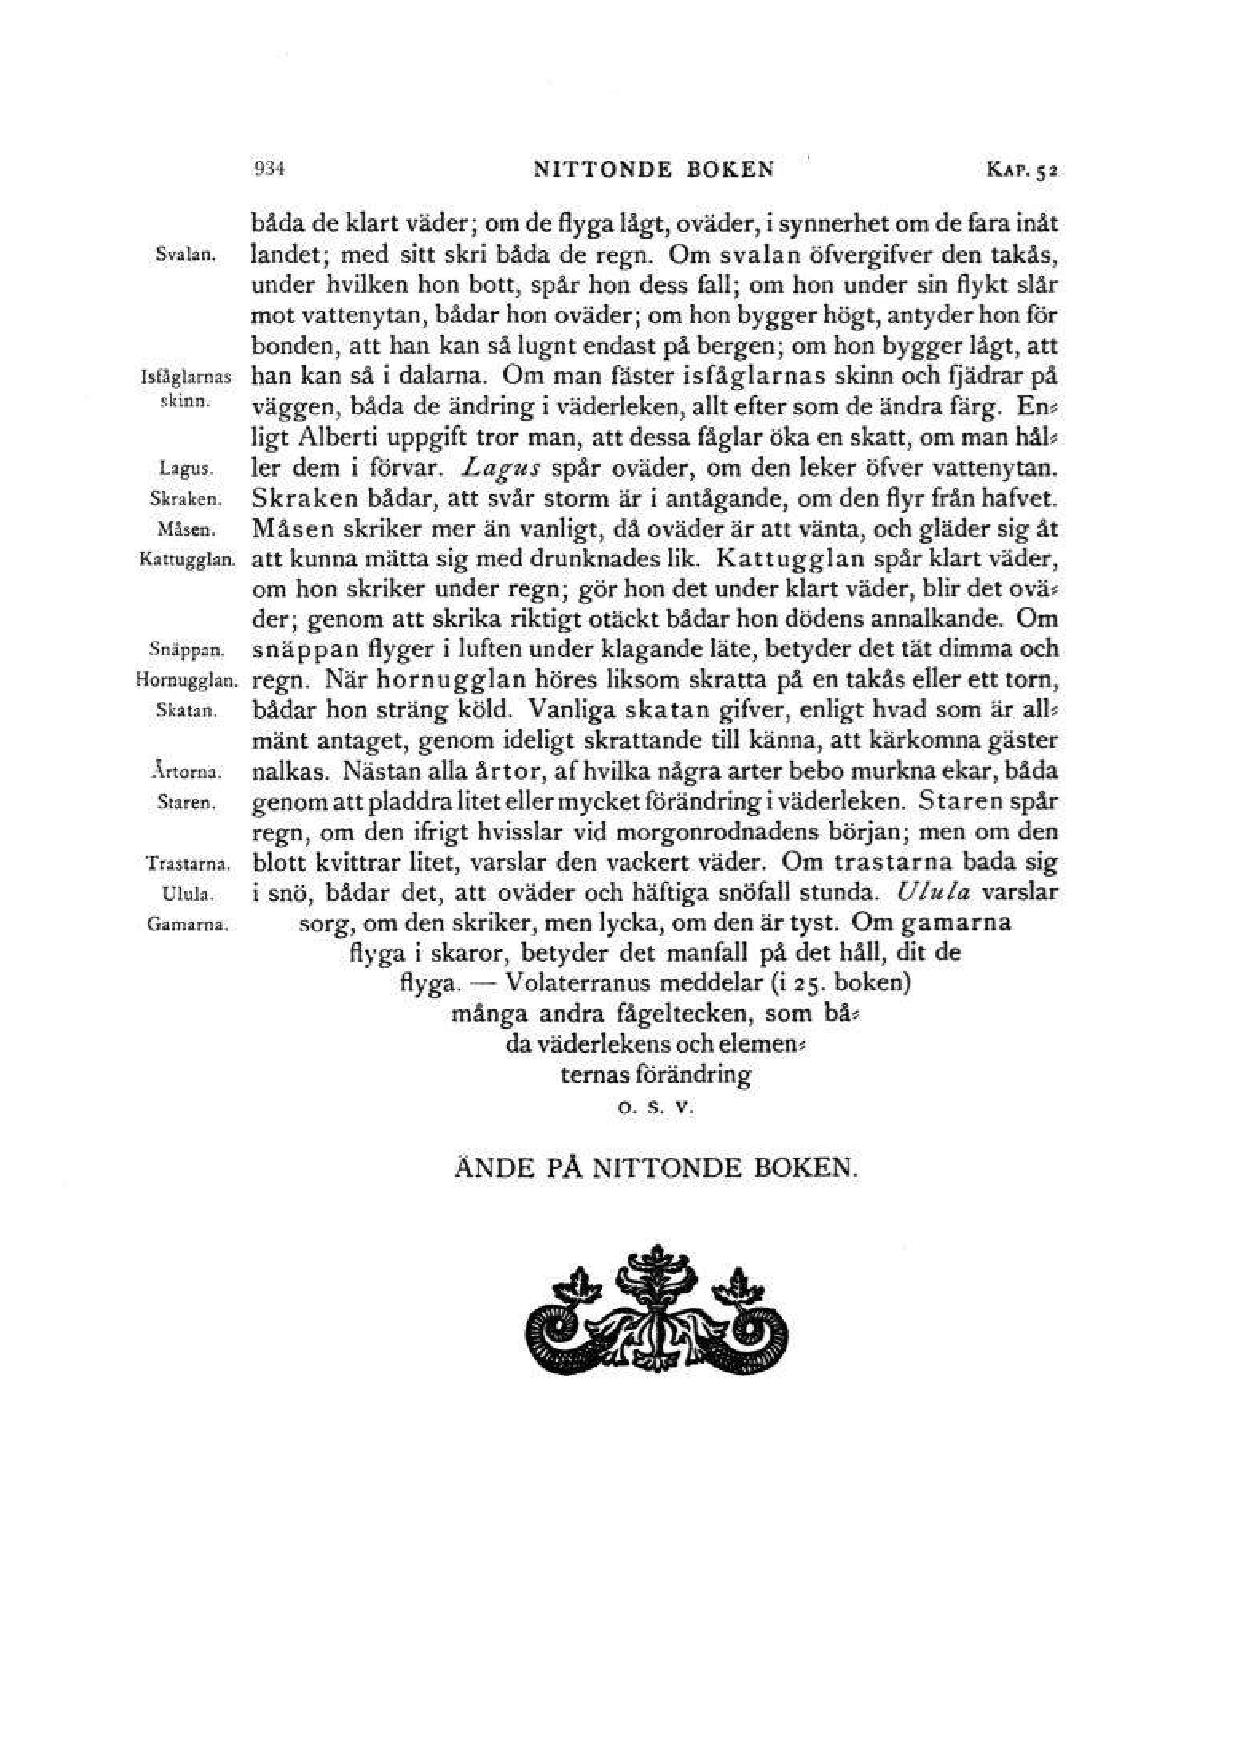 934 NITTONDE BOKEN KAP. 52
båda de klart väder; om de flyga lågt, oväder, i synnerhet om de fara inåt
Svalan. landet; med sitt skri båda de regn. Om svalan öfvergifver den takås,
under hvilken hon bott, spår hon dess fall; om hon under sin flykt slår
mot vattenytan, bådar hon oväder; om hon bygger högt, antyder hon för
bonden, att han kan så lugnt endast på bergen; om hon bygger lågt, att
Isfåglarnas han kan så i dalarna. Om man fäster isfåglarnas skinn och fjädrar på
skinn. väggen, båda de ändring i väderleken, allt efter som de ändra färg. En⸗
ligt Alberti uppgift tror man, att dessa fåglar öka en skatt, om man hål⸗
Lagus. ler dem i förvar. Lagus spår oväder, om den leker öfver vattenytan.
Skraken. Skraken bådar, att svår storm är i antågande, om den flyr från hafvet.
Måsen. Måsen skriker mer än vanligt, då oväder är att vänta, och gläder sig åt
Kattugglan. att kunna mätta sig med drunknades lik. Kattugglan spår klart väder,
om hon skriker under regn; gör hon det under klart väder, blir det ovä⸗
der; genom att skrika riktigt otäckt bådar hon dödens annalkande. Om
Snäppan. snäppan flyger i luften under klagande läte, betyder det tät dimma och
Hornugglan. regn. När hornugglan höres liksom skratta på en takås eller ett torn,
Skatan. bådar hon sträng köld. Vanliga skatan gifver, enligt hvad som är all⸗
mänt antaget, genom ideligt skrattande till känna, att kärkomna gäster
Årtorna. nalkas. Nästan alla årtor, af hvilka några arter bebo murkna ekar, båda
Staren. genom att pladdra litet eller mycket förändring i väderleken. Staren spår
regn, om den ifrigt hvisslar vid morgonrodnadens början; men om den
Trastarna. blott kvittrar litet, varslar den vackert väder. Om trastarna bada sig
Ulula. i snö, bådar det, att oväder och häftiga snöfall stunda. Ulula varslar
Gamarna. sorg, om den skriker, men lycka, om den är tyst. Om gamarna
flyga i skaror, betyder det manfall på det håll, dit de
flyga. — Volaterranus meddelar (i 25. boken)
många andra fågeltecken, som bå⸗
da väderlekens och elemen⸗
ternas förändring
o. s. v.
ÄNDE PÅ NITTONDE BOKEN.